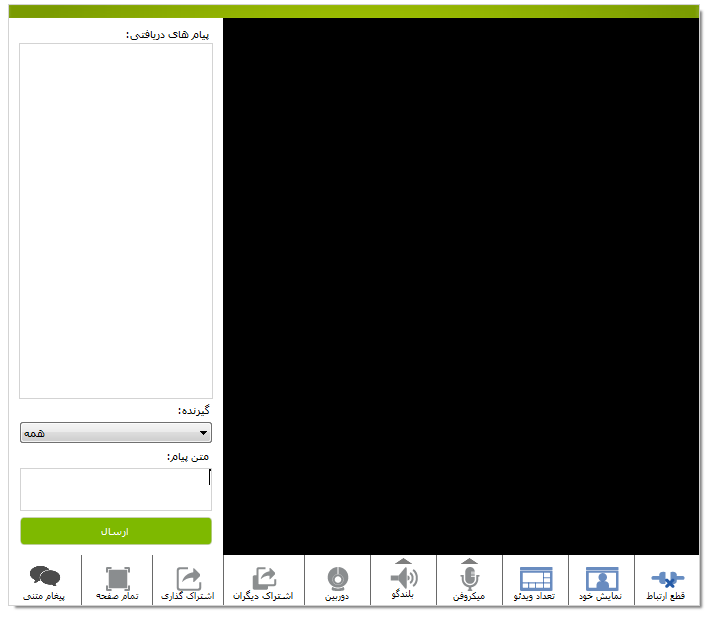 پیام های دریافتی:
گیرنده:
همه
متن پیام:
ارسال
قطع ارتباط
نمایش خود
تعداد ویدئو
میکروفن
بلندگو
دوربین
اشتراک دیگران
اشتراک گذاری
تمام صفحه
پیغام متنی